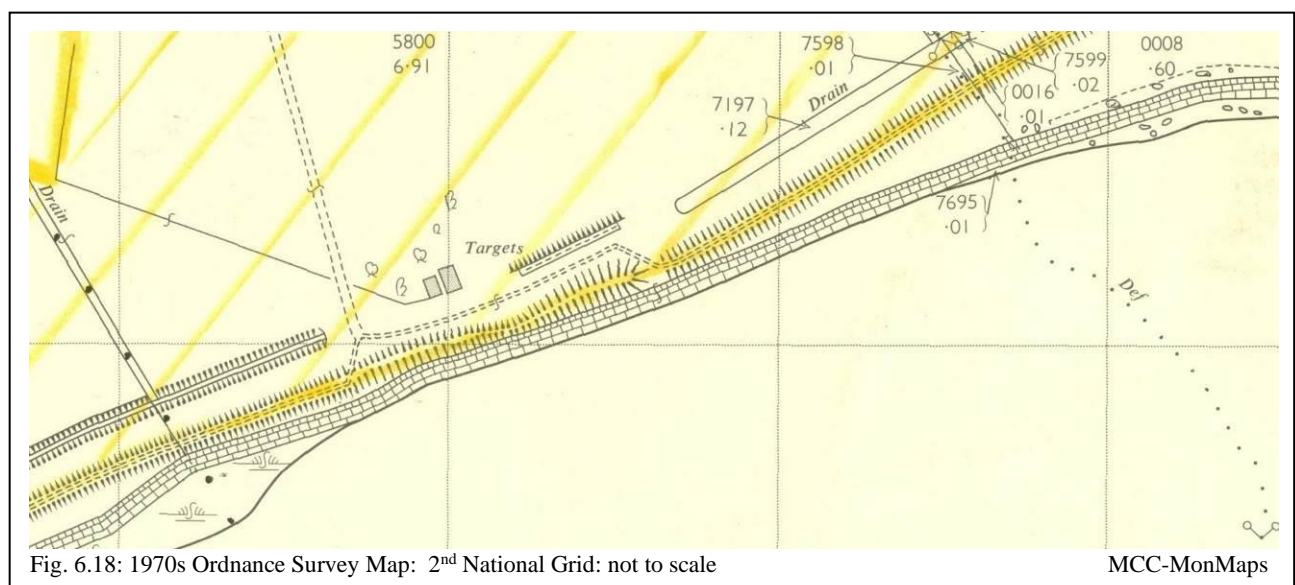 5800
6·91
7598
·01
7599
·02
0008
·60
0016
·01
Drain
7197
·12
Drain
Targets
7695
·01
Def
Fig. 6.18: 1970s Ordnance Survey Map: 2nd National Grid: not to scale
MCC-MonMaps